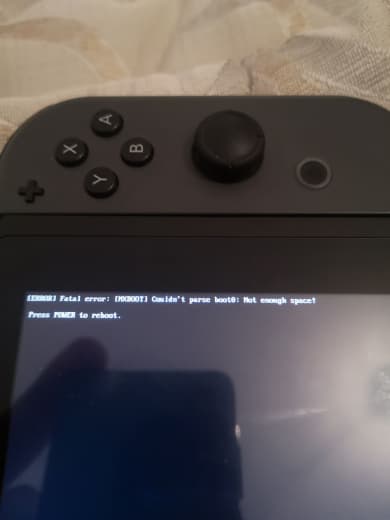 A
X
B
Y
[ERROR] Fatal error: [NXBOOT] Couldn't parse boot0: Not enough space!
Press POWER to reboot.